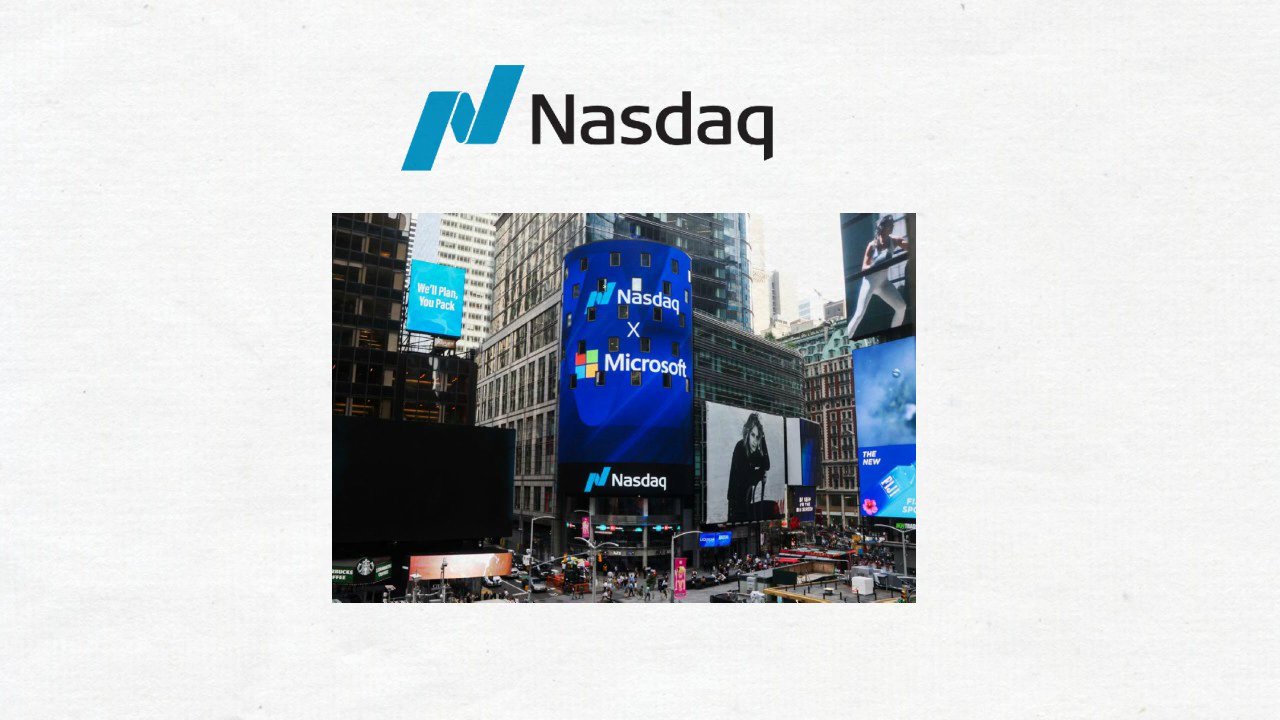 Nasdaq
We'll Plan,
You Pack
Nasdaq
X
Microsoft
Nasdaq
THE
NEW